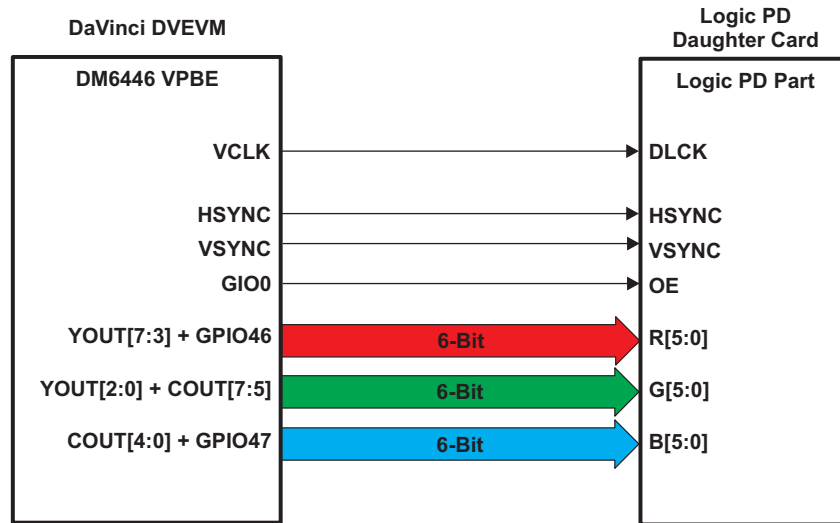 DaVinci DVEVM
Logic PD
Daughter Card
DM6446 VPBE
Logic PD Part
VCLK
DLCK
HSYNC
HSYNC
VSYNC
VSYNC
GIO0
OE
YOUT[7:3] + GPIO46
6-Bit
R[5:0]
YOUT[2:0] + COUT[7:5]
6-Bit
G[5:0]
COUT[4:0] + GPIO47
6-Bit
B[5:0]